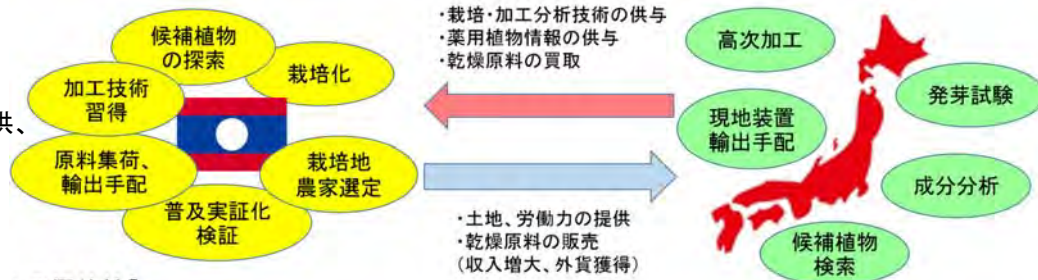 候補植物
の探索
栽培化
加工技術
習得
供、
原料集荷、
輸出手配
栽培地
農家選定
普及実証化
検証
・栽培・加工分析技術の供与
・薬用植物情報の供与
・乾燥原料の買取
・土地、労働力の提供
・乾燥原料の販売
(収入増大、外貨獲得)
高次加工
発芽試験
現地装置
輸出手配
成分分析
候補植物
検索